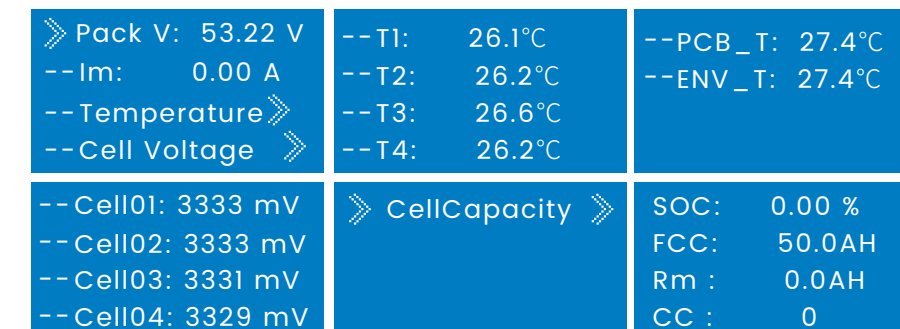 Pack V: 53.22 V
--Im: 0.00 A
--Temperature
--Cell Voltage
--T1: 26.1℃
--T2: 26.2℃
--T3: 26.6℃
--T4: 26.2℃
--PCB_T: 27.4℃
--ENV_T: 27.4℃
--Cell01: 3333 mV
--Cell02: 3333 mV
--Cell03: 3331 mV
--Cell04: 3329 mV
CellCapacity
SOC: 0.00 %
FCC: 50.0AH
Rm : 0.0AH
CC : 0